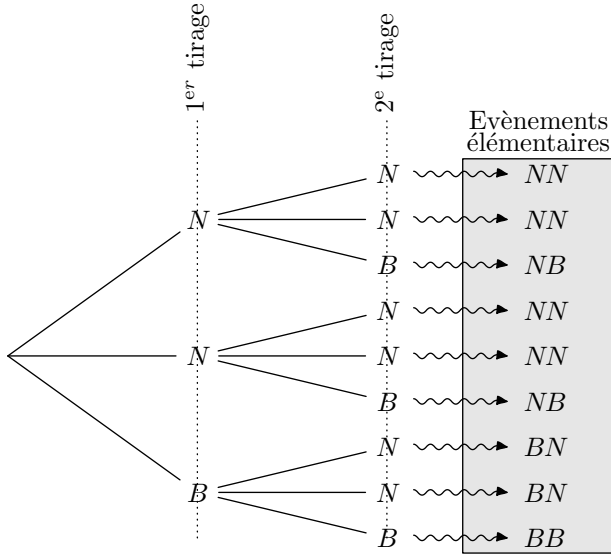 1er tirage
2e tirage
Evènements
élémentaires
N NN
N N NN
B NB
N NN
N N NN
B NB
N BN
B N BN
B BB